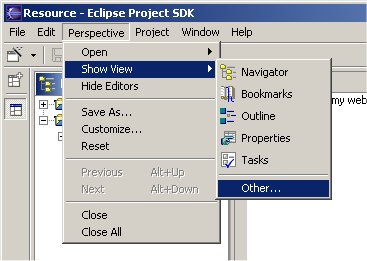 Resource - Eclipse Project SDK
File Edit Perspective Project Window Help
Open
Show View
Hide Editors
Save As...
Customize...
Reset
Previous Alt+Up
Next Alt+Down
Close
Close All
Navigator
Bookmarks
Outline
Properties
Tasks
Other...
my web